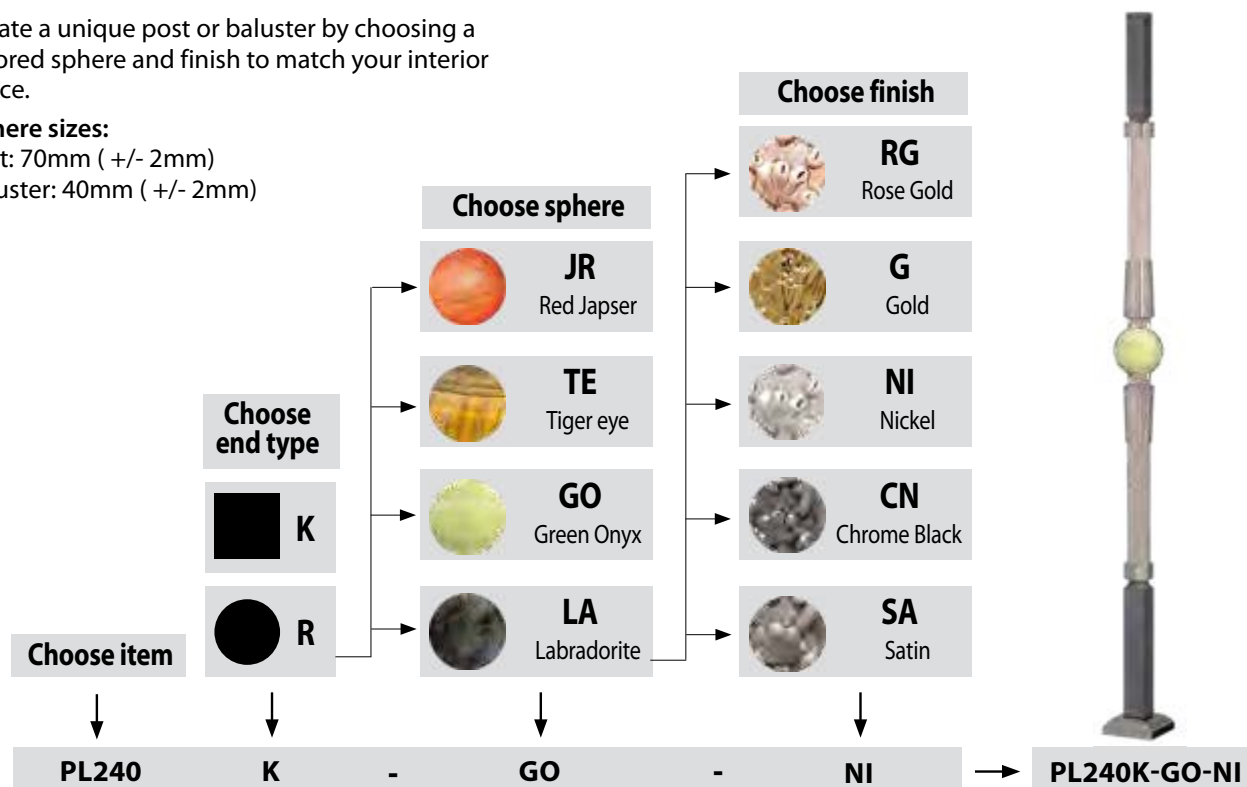 ate a unique post or baluster by choosing a
ored sphere and finish to match your interior
ce.
here sizes:
t: 70mm ( +/- 2mm)
uster: 40mm ( +/- 2mm)
Choose item
Choose
end type
K
R
Choose sphere
JR
Red Japser
TE
Tiger eye
GO
Green Onyx
LA
Labradorite
Choose finish
RG
Rose Gold
G
Gold
NI
Nickel
CN
Chrome Black
SA
Satin
PL240 K - GO - NI PL240K-GO-NI